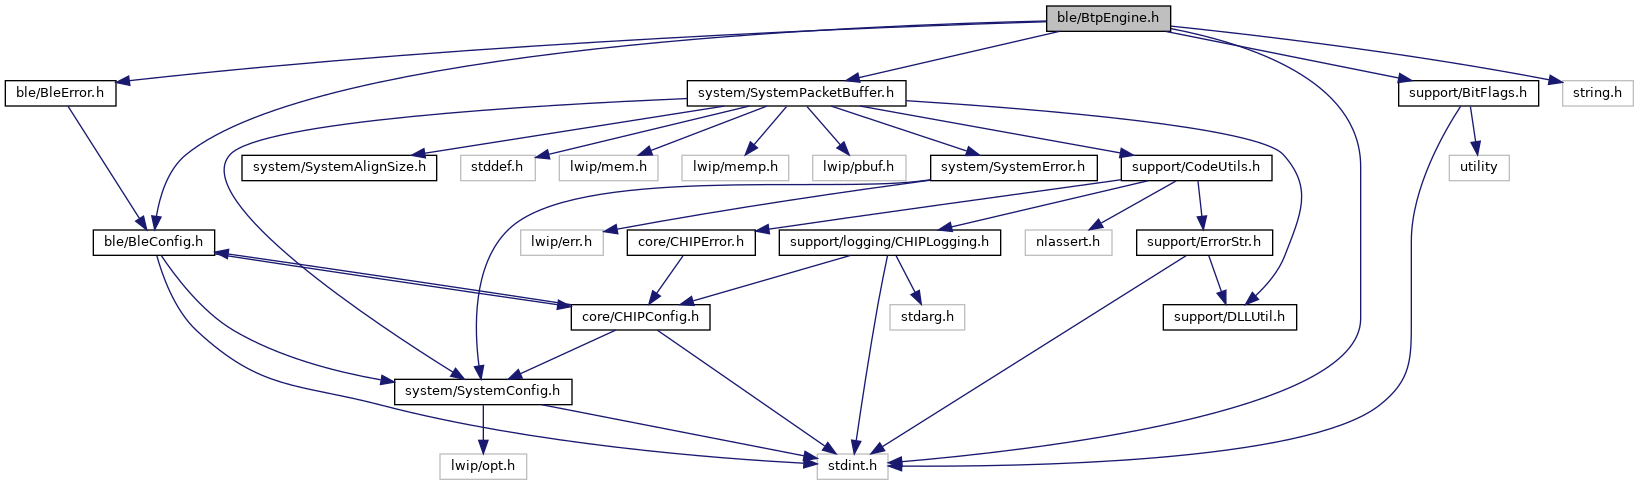 ble/BtpEngine.h
ble/BleError.h
system/SystemPacketBuffer.h
support/BitFlags.h
string.h
system/SystemAlignSize.h
stddef.h
lwip/mem.h
lwip/memp.h
lwip/pbuf.h
system/SystemError.h
support/CodeUtils.h
utility
ble/BleConfig.h
lwip/err.h
core/CHIPError.h
support/logging/CHIPLogging.h
nlassert.h
support/ErrorStr.h
core/CHIPConfig.h
stdarg.h
support/DLLUtil.h
system/SystemConfig.h
lwip/opt.h
stdint.h